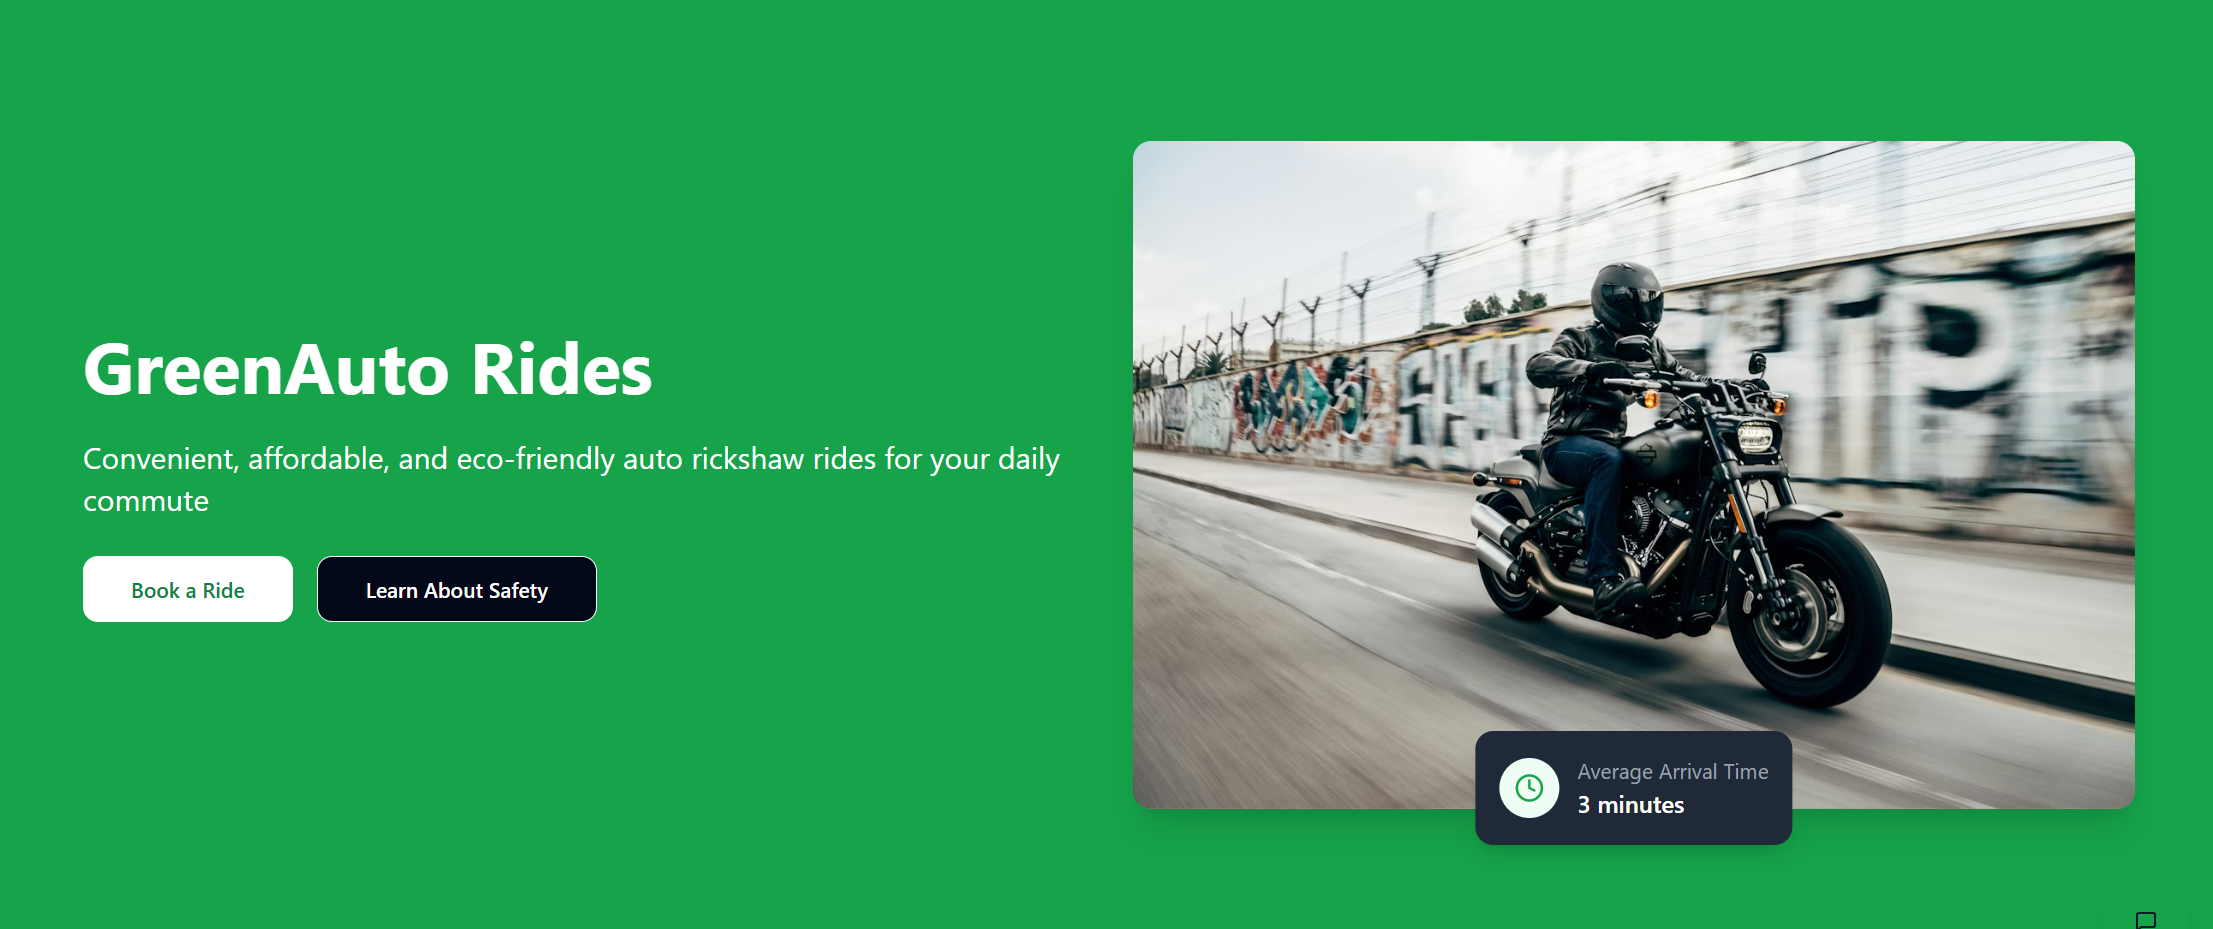 GreenAuto Rides
Convenient, affordable, and eco-friendly auto rickshaw rides for your daily
commute
Book a Ride
Learn About Safety
Average Arrival Time
3 minutes